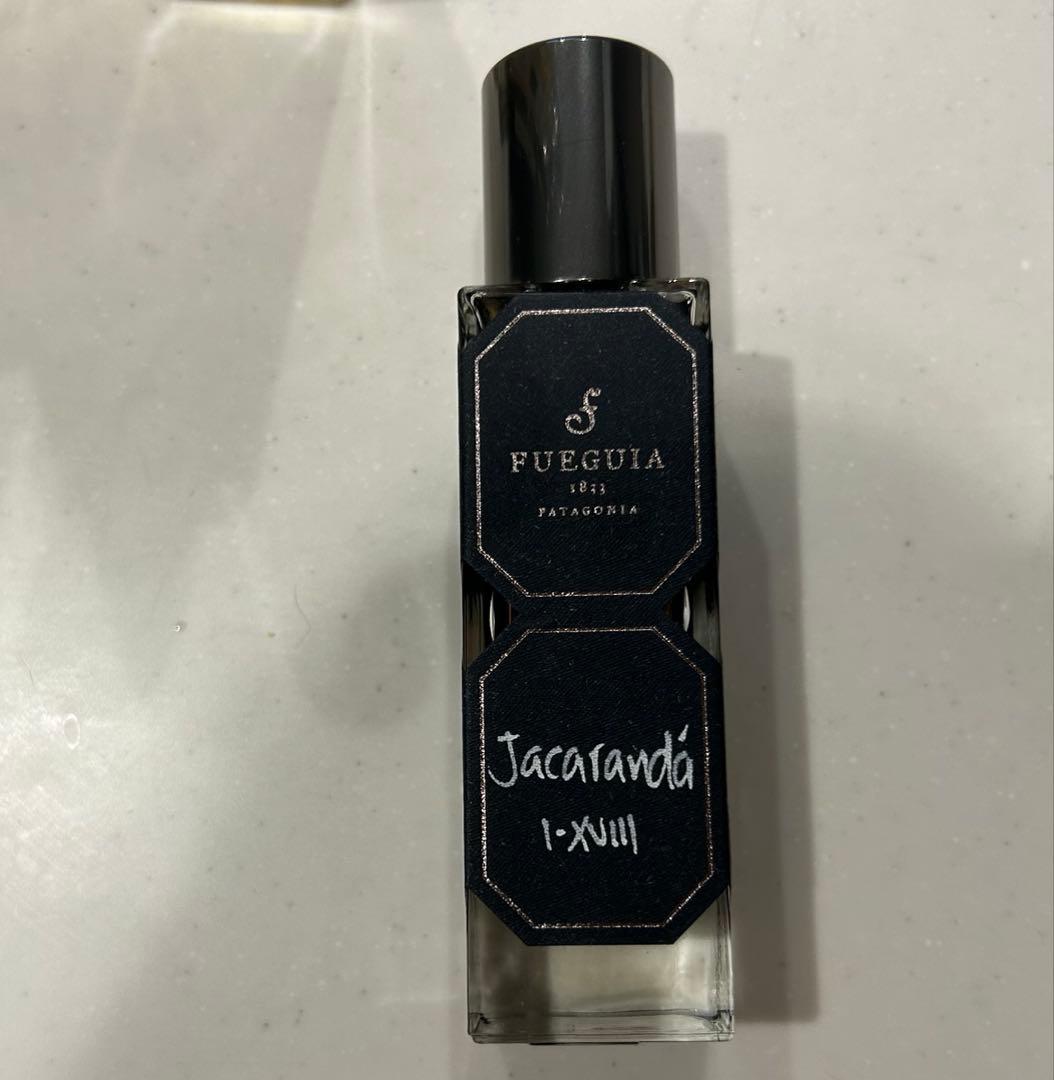 FUEGUIA
1833
PATAGONIA
Jacarandá
I-XVIII